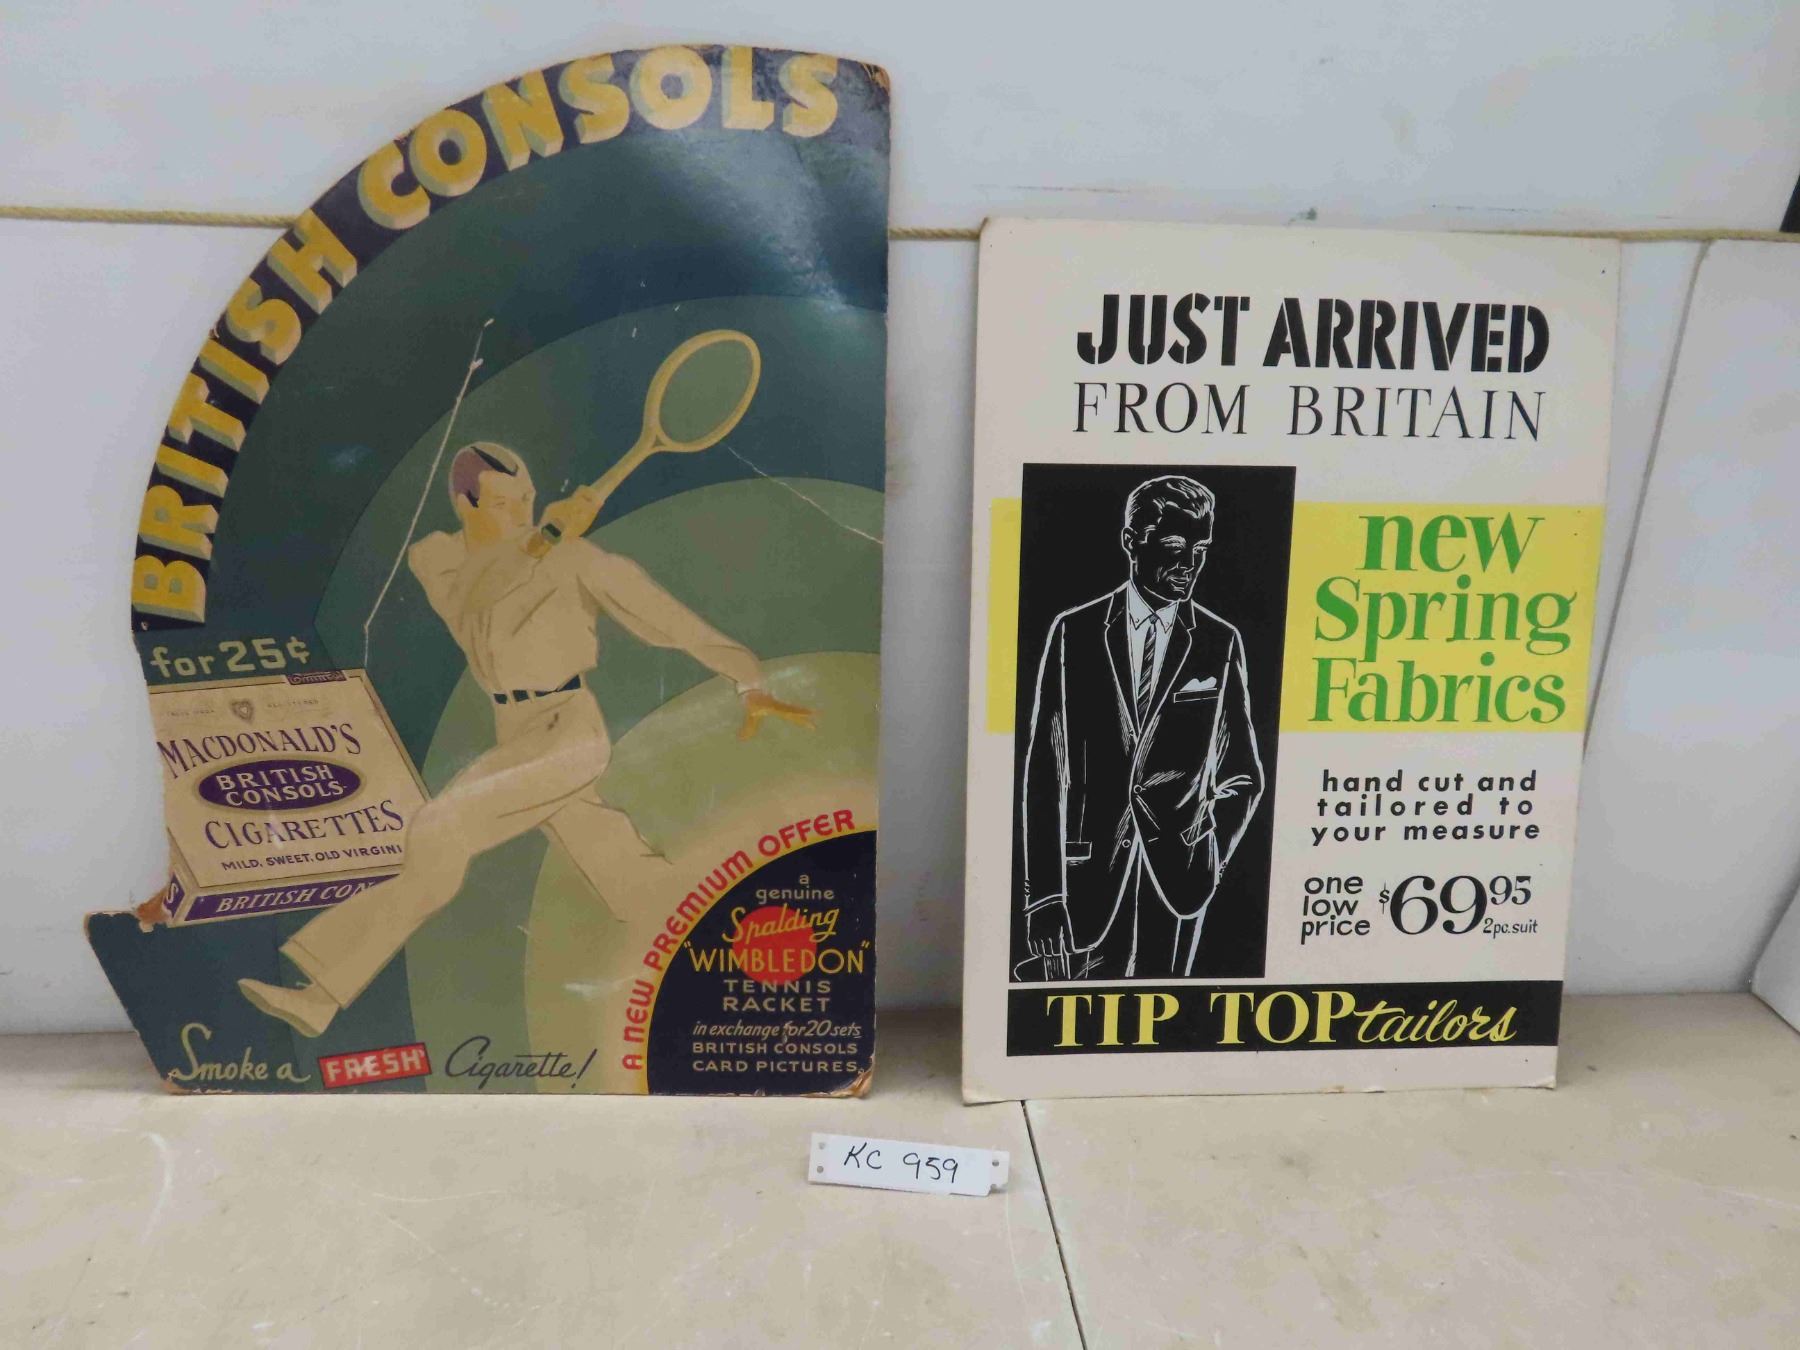 BRITISH CONSOLS
for 25¢
MACDONALD'S
BRITISH
CONSOLS
CIGARETTES
MILD, SWEET, OLD VIRGINI
BRITISH CON
S
A NEW PREMIUM OFFER
a
genuine
Spalding
"WIMBLEDON"
TENNIS
RACKET
in exchange for 20 sets
BRITISH CONSOLS
CARD PICTURES
Smoke a FRESH Cigarette!
JUST ARRIVED
FROM BRITAIN
new
Spring
Fabrics
hand cut and
tailored to
your measure
one
low
price
$69.95
2pc. suit
TIP TOP tailors
KC 959